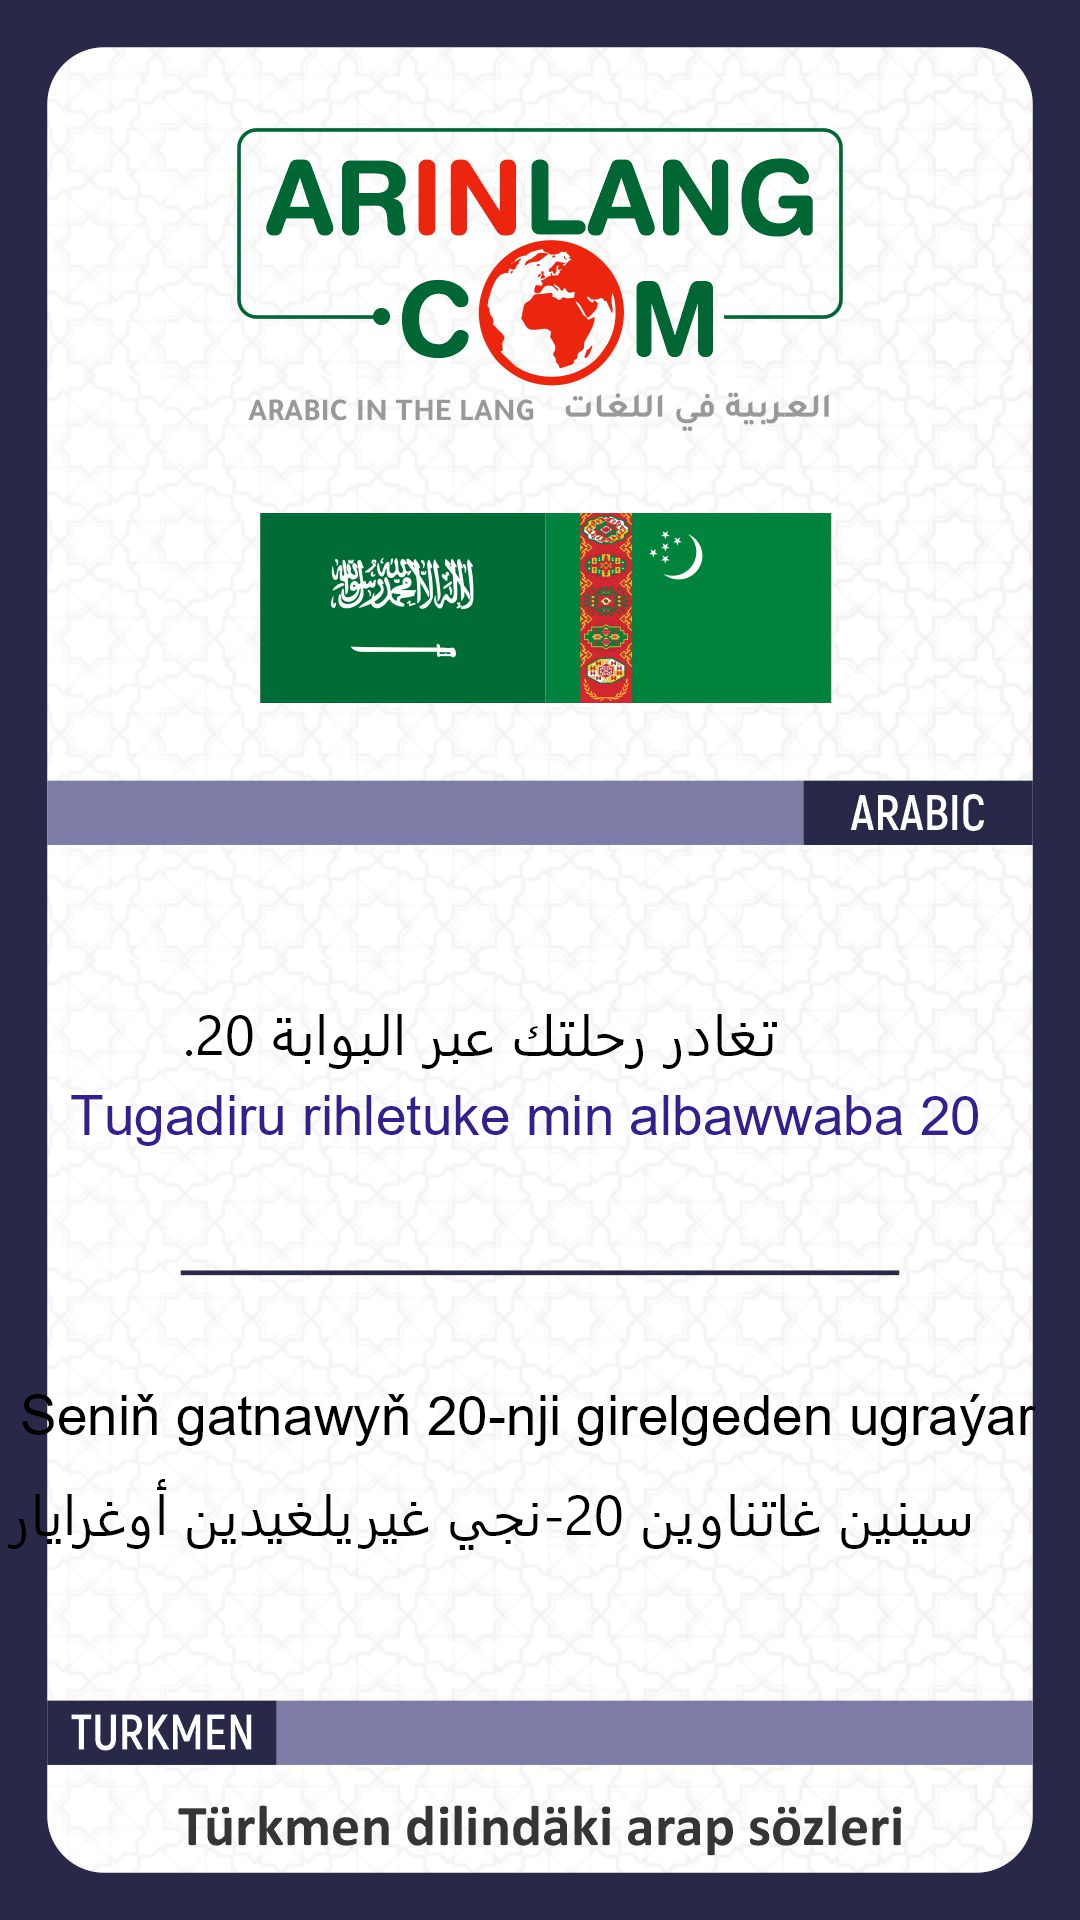 ARINLANG
.COM
ARABIC IN THE LANG العربية في اللغات
لا إله إلا الله محمد رسول الله
ARABIC
تغادر رحلتك عبر البوابة 20.
Tugadiru rihletuke min albawwaba 20
Seniň gatnawyň 20-nji girelgeden ugraýar
سينين غاتناوين 20-نجي غيريلغيدين أوغرايار
TURKMEN
Türkmen dilindäki arap sözleri